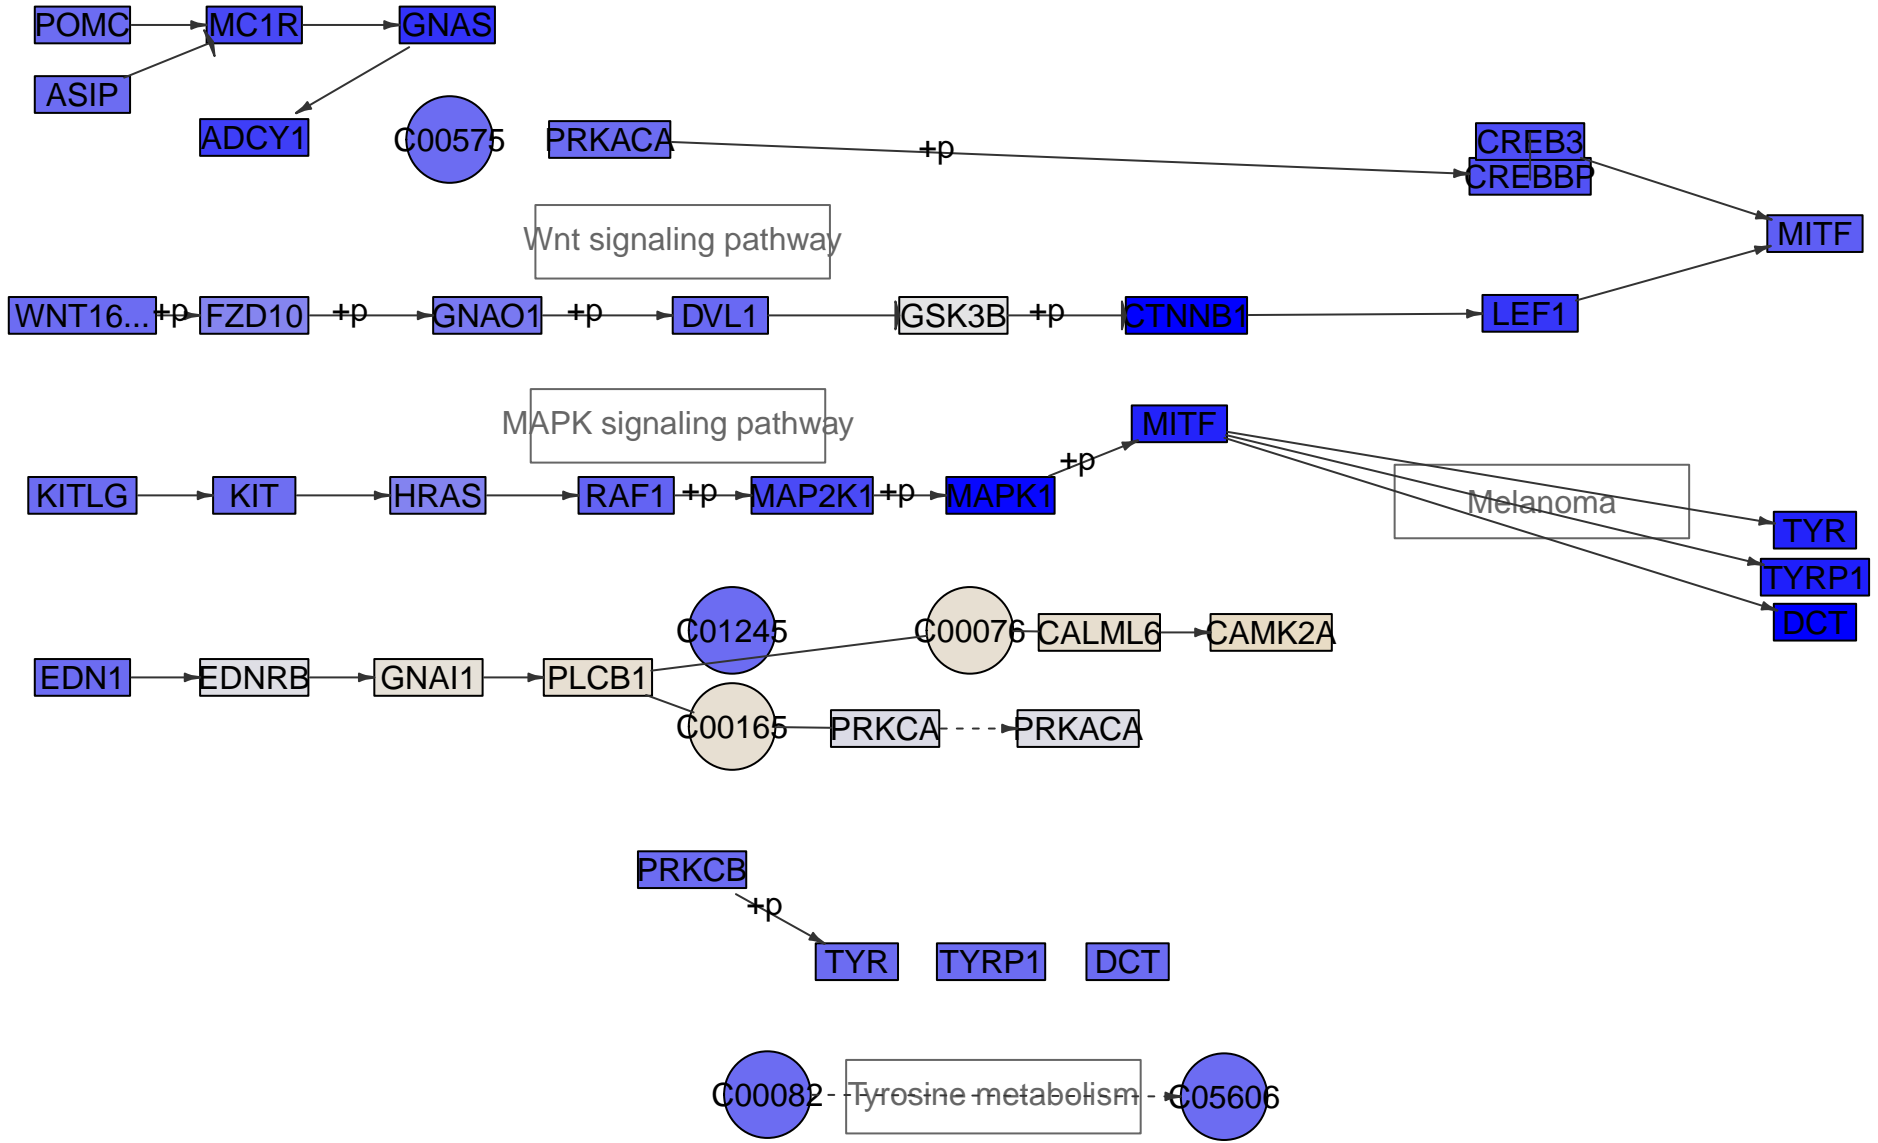 POMC
MC1R
GNAS
ASIP
ADCY1
C00575
PRKACA
+p
CREB3
CREBBP
MITF
Wnt signaling pathway
WNT16...
+p
FZD10
+p
GNAO1
+p
DVL1
GSK3B
+p
CTNNB1
LEF1
MAPK signaling pathway
MITF
+p
KITLG
KIT
HRAS
RAF1
+p
MAP2K1
+p
MAPK1
Melanoma
TYR
TYRP1
DCT
C01245
C00076
CALML6
CAMK2A
EDN1
EDNRB
GNAI1
PLCB1
C00165
PRKCA
PRKACA
PRKCB
+p
TYR
TYRP1
DCT
C00082
Tyrosine metabolism
C05606